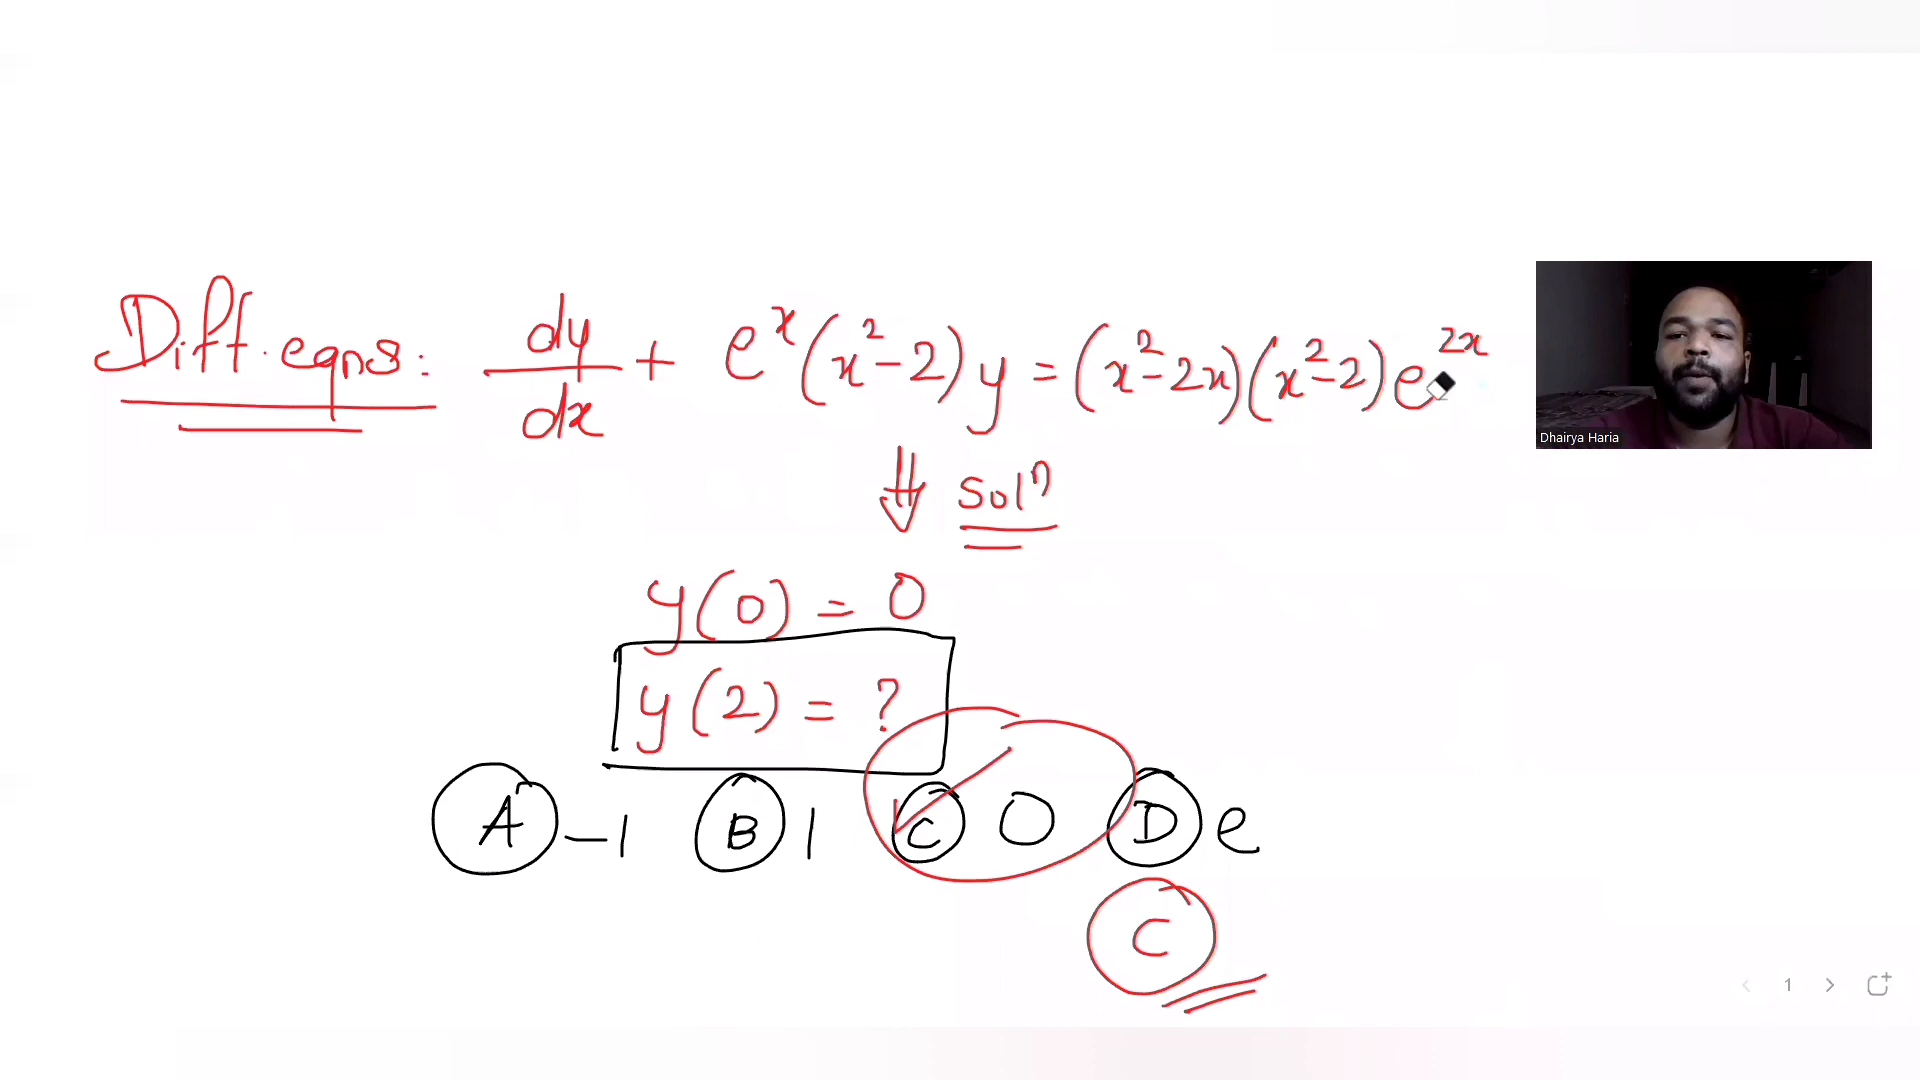 Diff. eqns: dy/dx + e^x (x² - 2) y = (x² - 2x)(x² - 2) e^2x
⇓ solⁿ
y(0) = 0
y(2) = ?
A -1 B 1 C 0 D e
C
Dhairya Haria
1